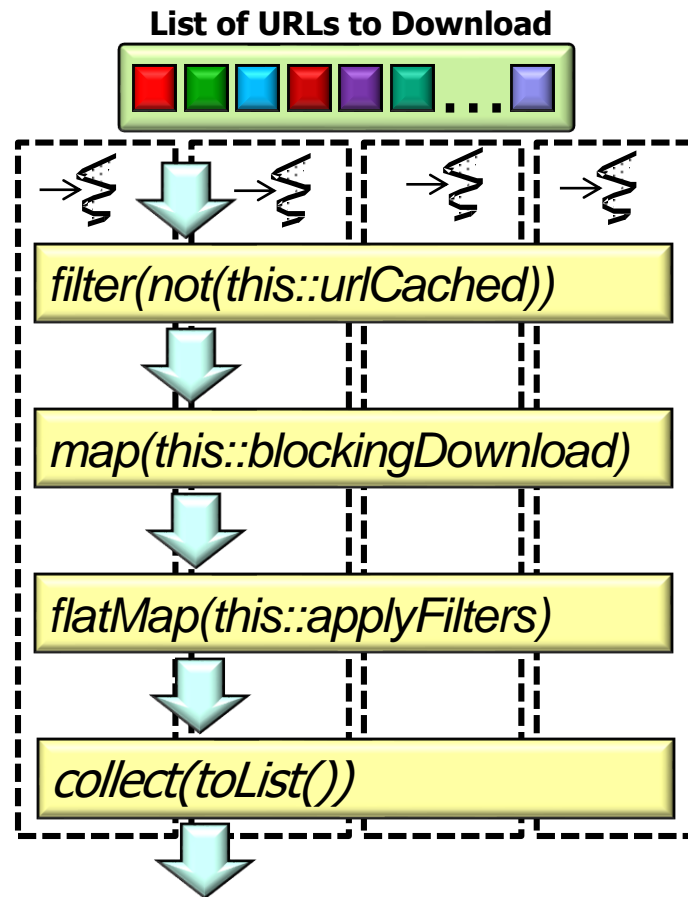 List of URLs to Download
...
filter(not(this::urlCached))
map(this::blockingDownload)
flatMap(this::applyFilters)
collect(toList())